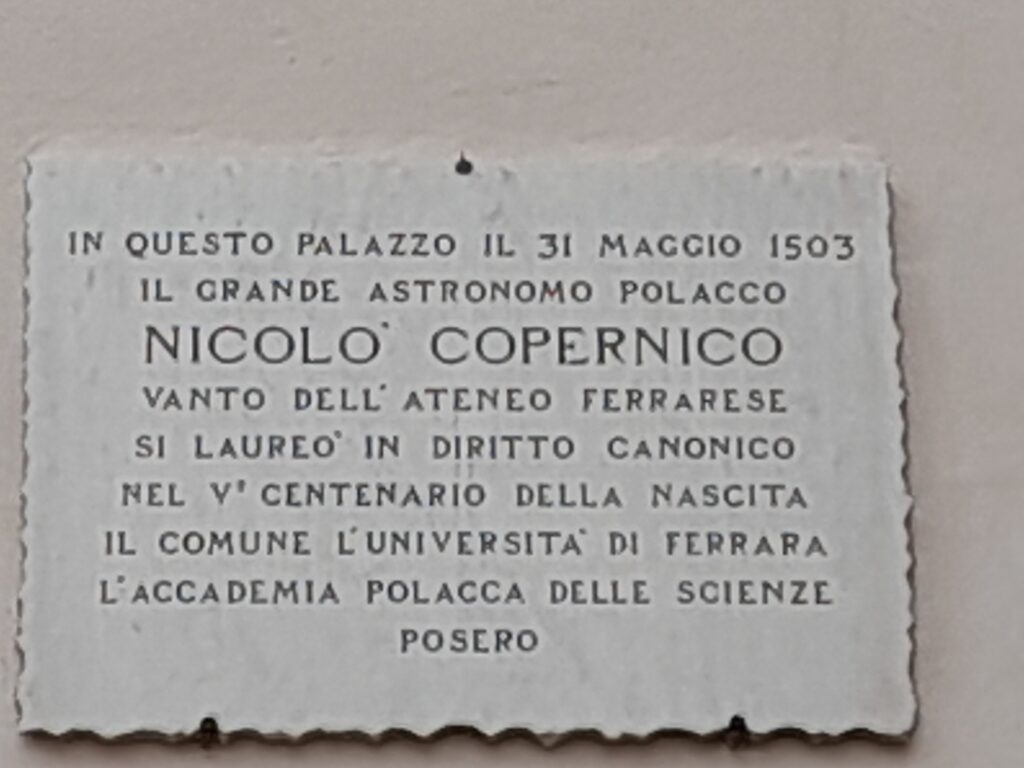 IN QUESTO PALAZZO IL 31 MAGGIO 1503
IL GRANDE ASTRONOMO POLACCO
NICOLO' COPERNICO
VANTO DELL' ATENEO FERRARESE
SI LAUREO' IN DIRITTO CANONICO
NEL V° CENTENARIO DELLA NASCITA
IL COMUNE L'UNIVERSITA' DI FERRARA
L'ACCADEMIA POLACCA DELLE SCIENZE
POSERO